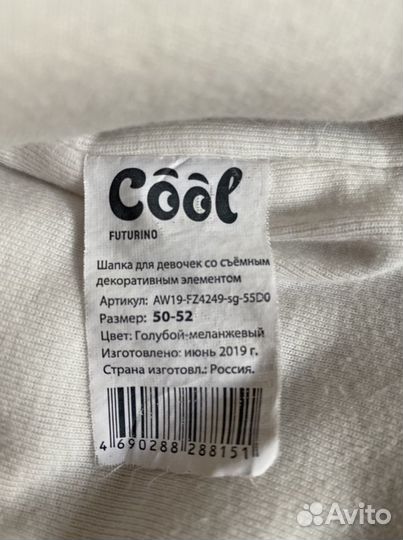 Côôl
FUTURINO
Шапка для девочек со съёмным
декоративным элементом
Артикул: AW19-FZ4249-sg-55D0
Размер: 50-52
Цвет: Голубой-меланжевый
Изготовлено: июнь 2019 г.
Страна изготовл.: Россия.
4 690288 288151
Avito